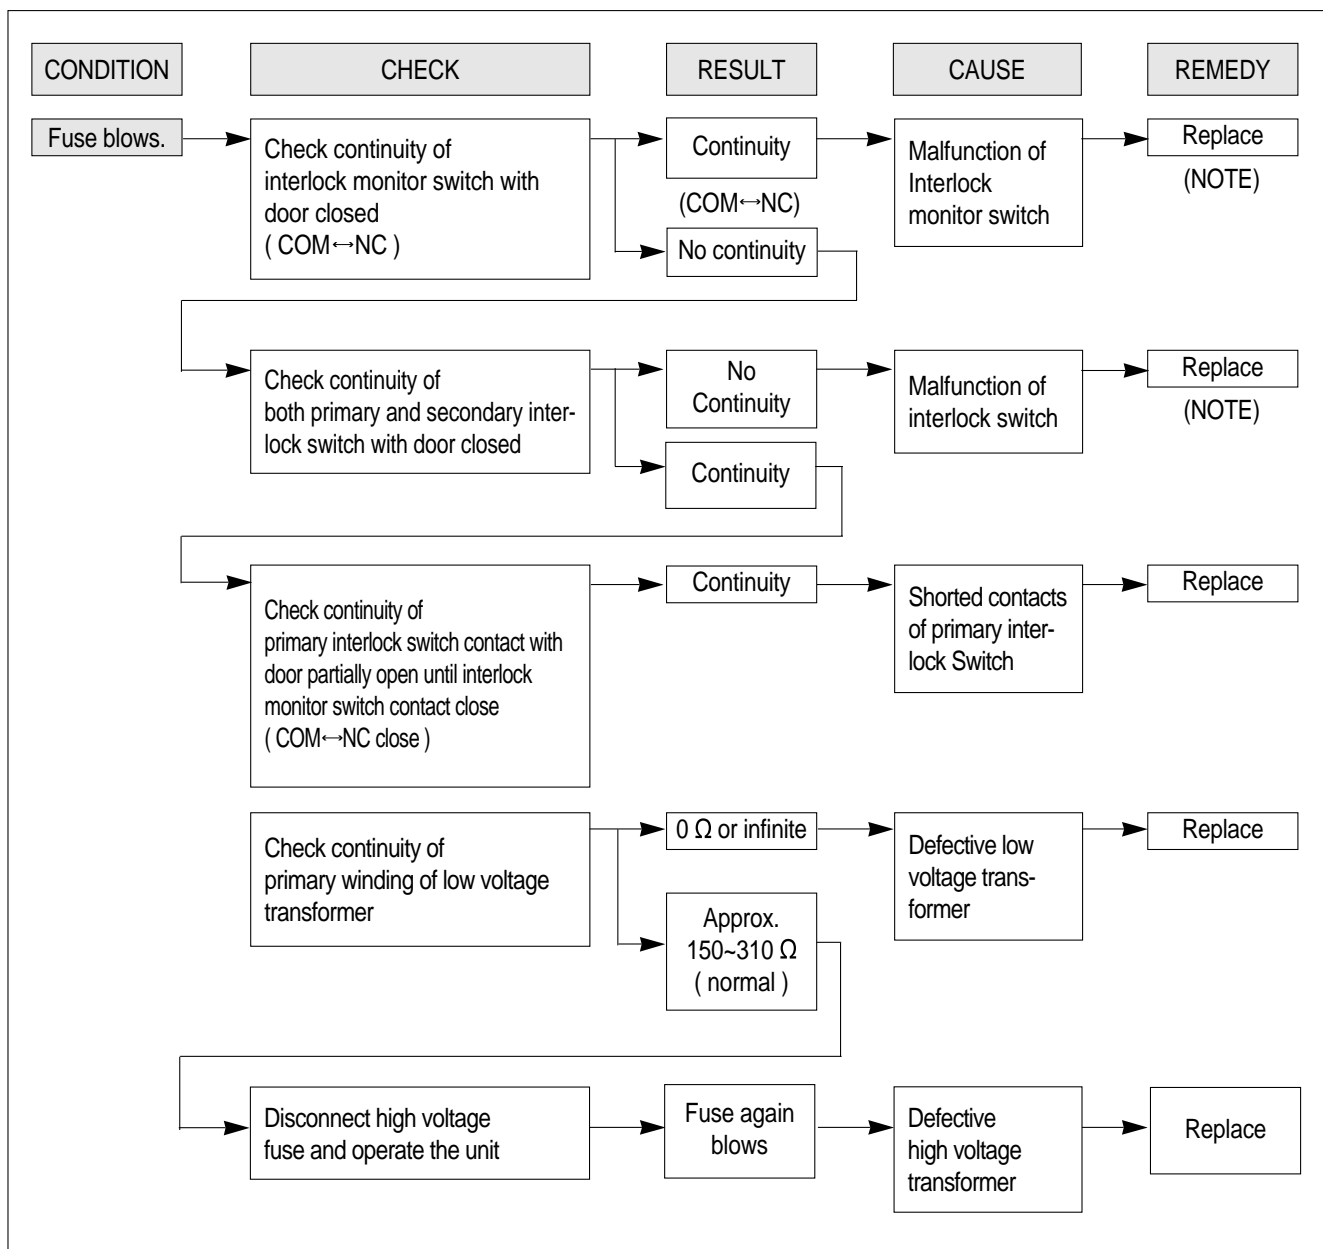 CONDITION
CHECK
RESULT
CAUSE
REMEDY
Fuse blows.
Check continuity of
interlock monitor switch with
door closed
( COM↔NC )
Continuity
(COM↔NC)
No continuity
Malfunction of
Interlock
monitor switch
Replace
(NOTE)
Check continuity of
both primary and secondary inter-
lock switch with door closed
No
Continuity
Continuity
Malfunction of
interlock switch
Replace
(NOTE)
Check continuity of
primary interlock switch contact with
door partially open until interlock
monitor switch contact close
( COM↔NC close )
Continuity
Shorted contacts
of primary inter-
lock Switch
Replace
Check continuity of
primary winding of low voltage
transformer
0 Ω or infinite
Approx.
150~310 Ω
( normal )
Defective low
voltage trans-
former
Replace
Disconnect high voltage
fuse and operate the unit
Fuse again
blows
Defective
high voltage
transformer
Replace